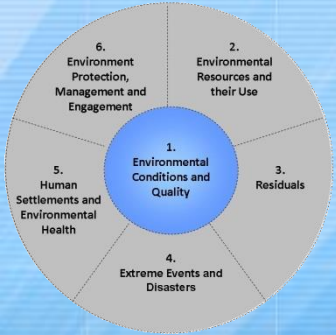 1.
Environmental
Conditions and
Quality
2.
Environmental
Resources and
their Use
3.
Residuals
4.
Extreme Events and
Disasters
5.
Human
Settlements and
Environmental
Health
6.
Environment
Protection,
Management and
Engagement